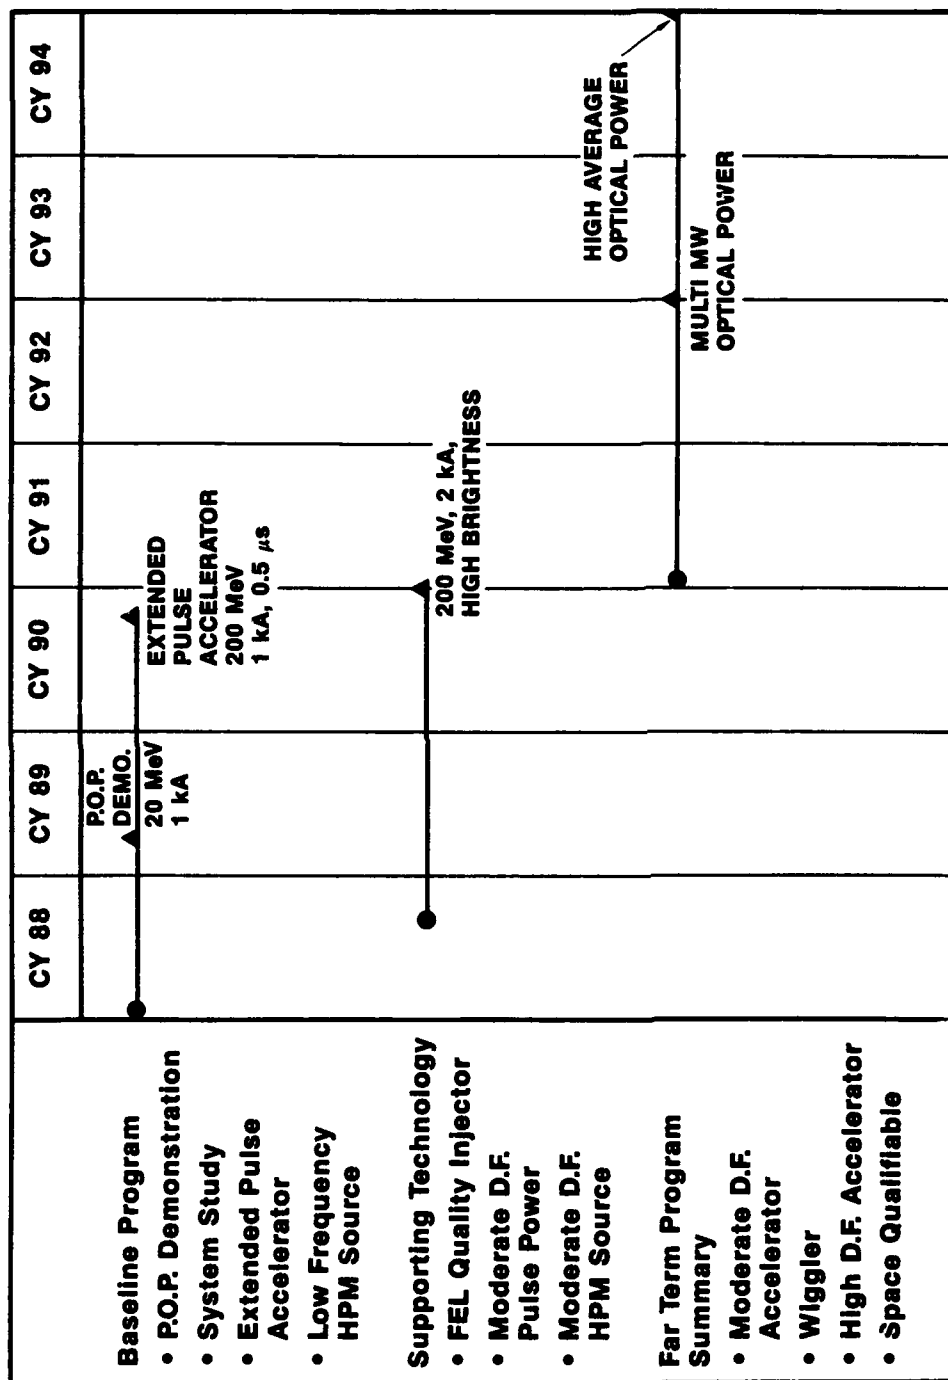 CY 88
CY 89
CY 90
CY 91
CY 92
CY 93
CY 94
Baseline Program
• P.O.P. Demonstration
• System Study
• Extended Pulse
Accelerator
• Low Frequency
HPM Source
P.O.P.
DEMO.
20 MeV
1 kA
EXTENDED
PULSE
ACCELERATOR
200 MeV
1 kA, 0.5 μs
Supporting Technology
• FEL Quality Injector
• Moderate D.F.
Pulse Power
• Moderate D.F.
HPM Source
200 MeV, 2 kA,
HIGH BRIGHTNESS
Far Term Program
Summary
• Moderate D.F.
Accelerator
• Wiggler
• High D.F. Accelerator
• Space Qualifiable
MULTI MW
OPTICAL POWER
HIGH AVERAGE
OPTICAL POWER